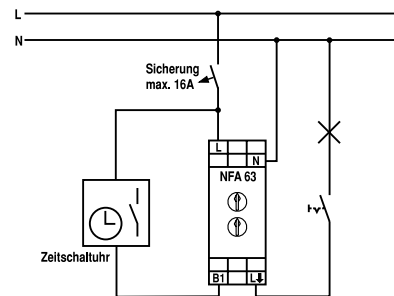 L
N
Sicherung
max. 16A
L
N
NFA 63
Zeitschaltuhr
B1
L